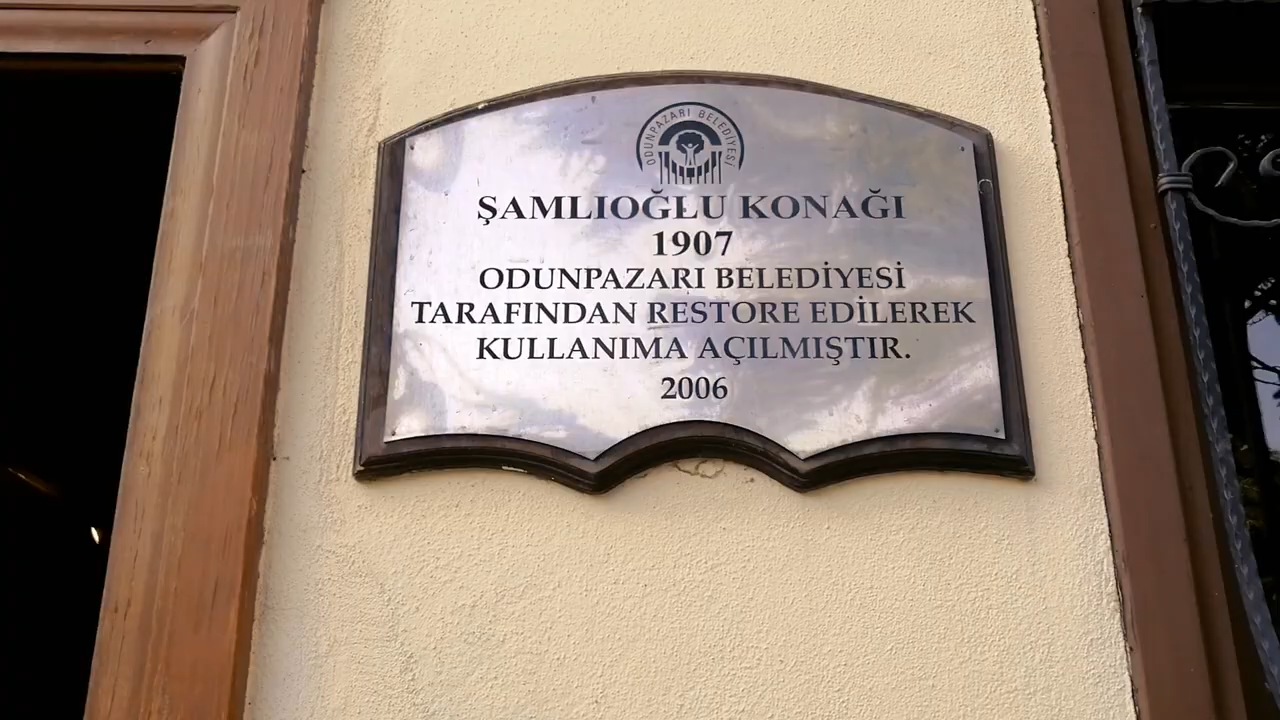 ODUNPAZARI BELEDİYESİ
ŞAMLIOĞLU KONAĞI
1907
ODUNPAZARI BELEDİYESİ
TARAFINDAN RESTORE EDİLEREK
KULLANIMA AÇILMIŞTIR.
2006